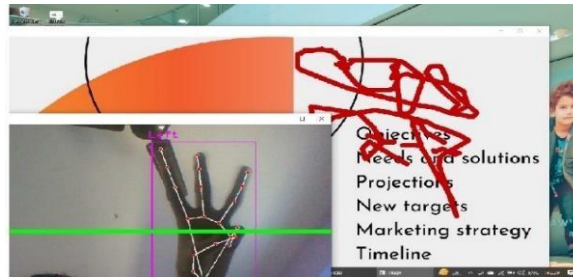 Left
Objectives
Needs and solutions
Projections
New targets
Marketing strategy
Timeline